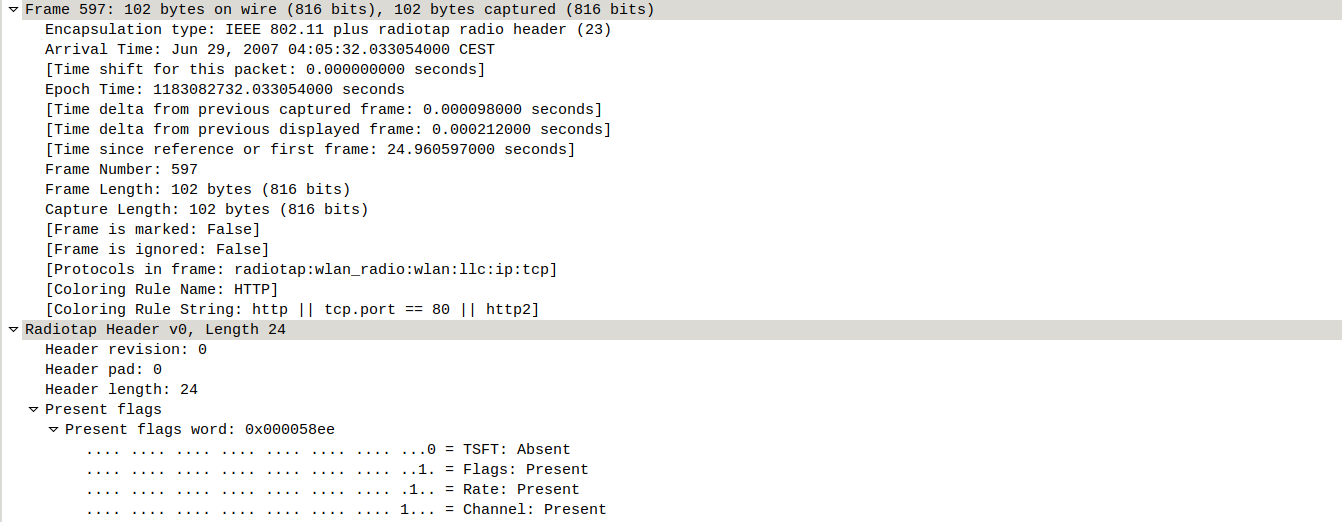 Frame 597: 102 bytes on wire (816 bits), 102 bytes captured (816 bits)
Encapsulation type: IEEE 802.11 plus radiotap radio header (23)
Arrival Time: Jun 29, 2007 04:05:32.033054000 CEST
[Time shift for this packet: 0.000000000 seconds]
Epoch Time: 1183082732.033054000 seconds
[Time delta from previous captured frame: 0.000098000 seconds]
[Time delta from previous displayed frame: 0.000212000 seconds]
[Time since reference or first frame: 24.960597000 seconds]
Frame Number: 597
Frame Length: 102 bytes (816 bits)
Capture Length: 102 bytes (816 bits)
[Frame is marked: False]
[Frame is ignored: False]
[Protocols in frame: radiotap:wlan_radio:wlan:llc:ip:tcp]
[Coloring Rule Name: HTTP]
[Coloring Rule String: http || tcp.port == 80 || http2]
Radiotap Header v0, Length 24
Header revision: 0
Header pad: 0
Header length: 24
Present flags
Present flags word: 0x000058ee
.... .... .... .... .... .... .... ...0 = TSFT: Absent
.... .... .... .... .... .... .... ..1. = Flags: Present
.... .... .... .... .... .... .... .1.. = Rate: Present
.... .... .... .... .... .... .... 1... = Channel: Present